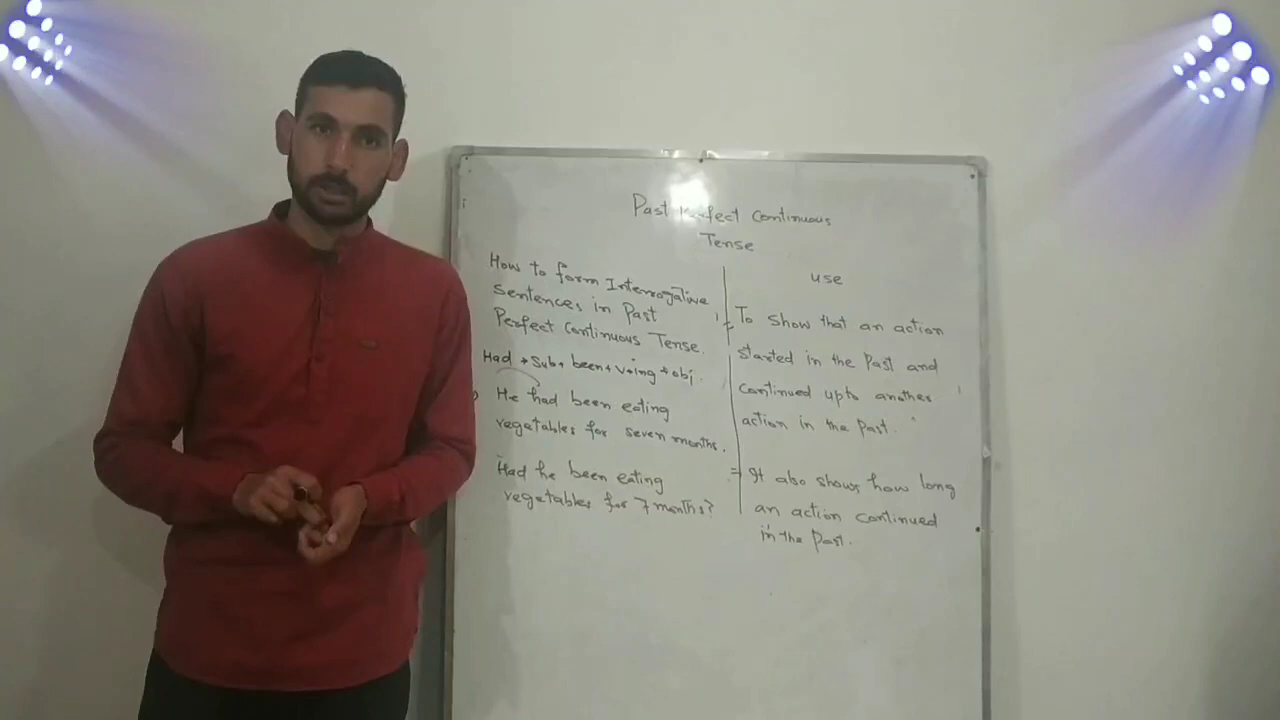 Past Perfect Continuous
Tense
How to form Interrogative
Sentences in Past
Perfect Continuous Tense.
Had + Sub + been + V+ing + obj.
He had been eating
vegetables for seven months.
Had he been eating
vegetables for 7 months?
use
To show that an action
started in the past and
continued upto another
action in the past.
= It also shows how long
an action continued
in the past.